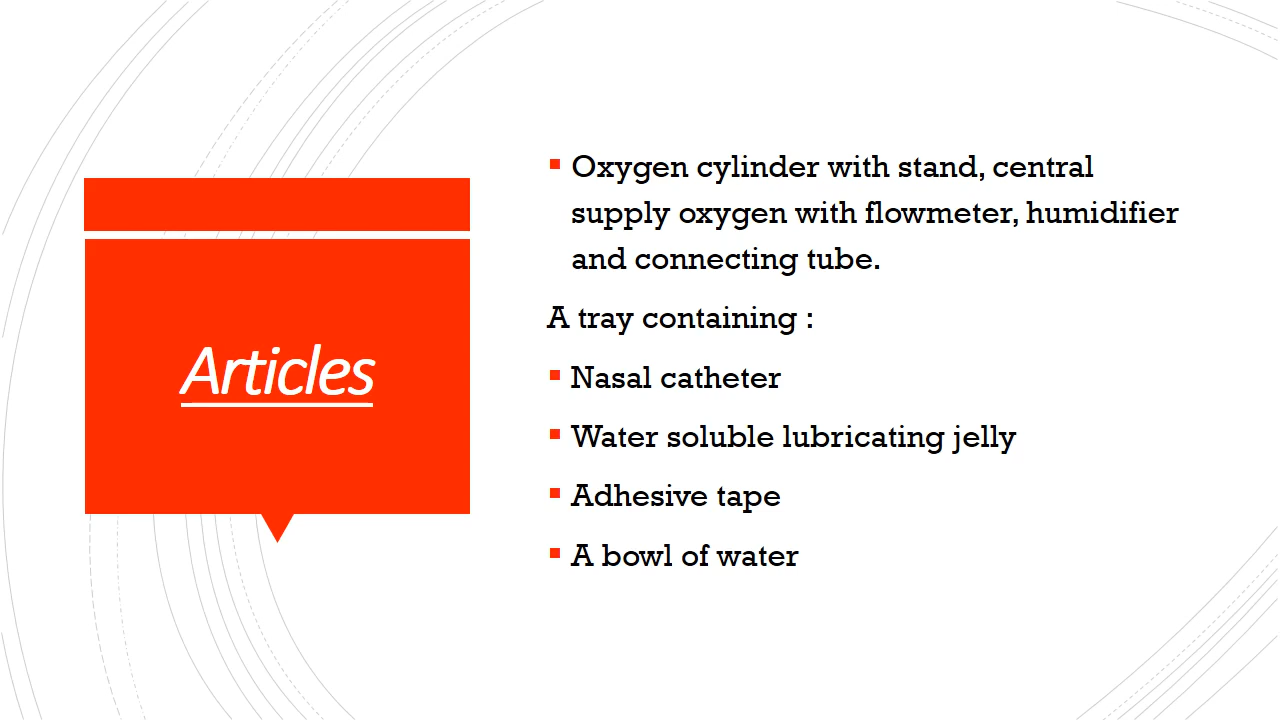 Articles
Oxygen cylinder with stand, central
supply oxygen with flowmeter, humidifier
and connecting tube.
A tray containing :
Nasal catheter
Water soluble lubricating jelly
Adhesive tape
A bowl of water